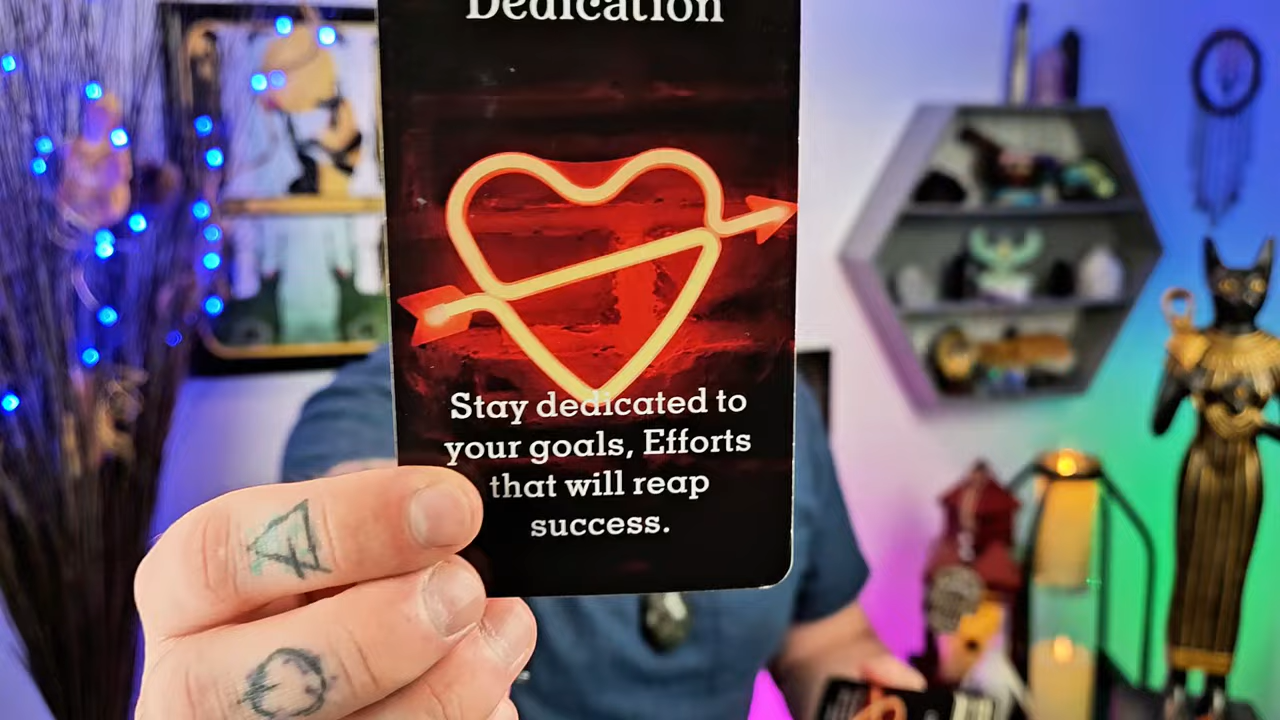 Dedication
Stay dedicated to
your goals, Efforts
that will reap
success.